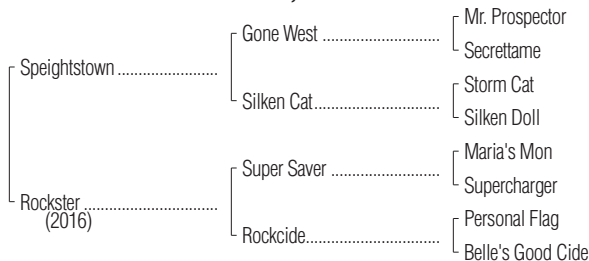 Speightstown ........................
Rockster ................................
(2016)
Gone West ............................
Silken Cat..............................
Super Saver ..........................
Rockcide................................
Mr. Prospector
Secrettame
Storm Cat
Silken Doll
Maria's Mon
Supercharger
Personal Flag
Belle's Good Cide